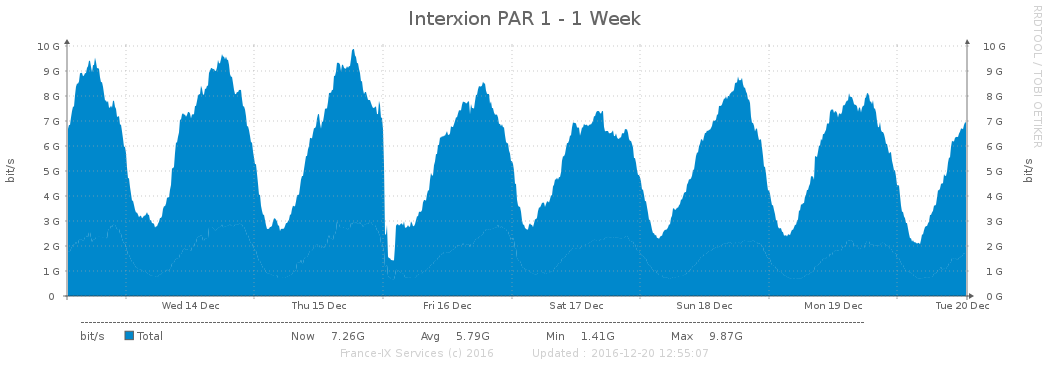 Interxion PAR 1 - 1 Week
RRDTOOL / TOBI OETIKER
10 G 10 G
9 G 9 G
8 G 8 G
7 G 7 G
6 G 6 G
5 G 5 G
4 G 4 G
3 G 3 G
2 G 2 G
1 G 1 G
0 0 G
bit/s bit/s
Wed 14 Dec Thu 15 Dec Fri 16 Dec Sat 17 Dec Sun 18 Dec Mon 19 Dec Tue 20 Dec
bit/s Total Now 7.26G Avg 5.79G Min 1.41G Max 9.87G
France-IX Services (c) 2016 Updated : 2016-12-20 12:55:07